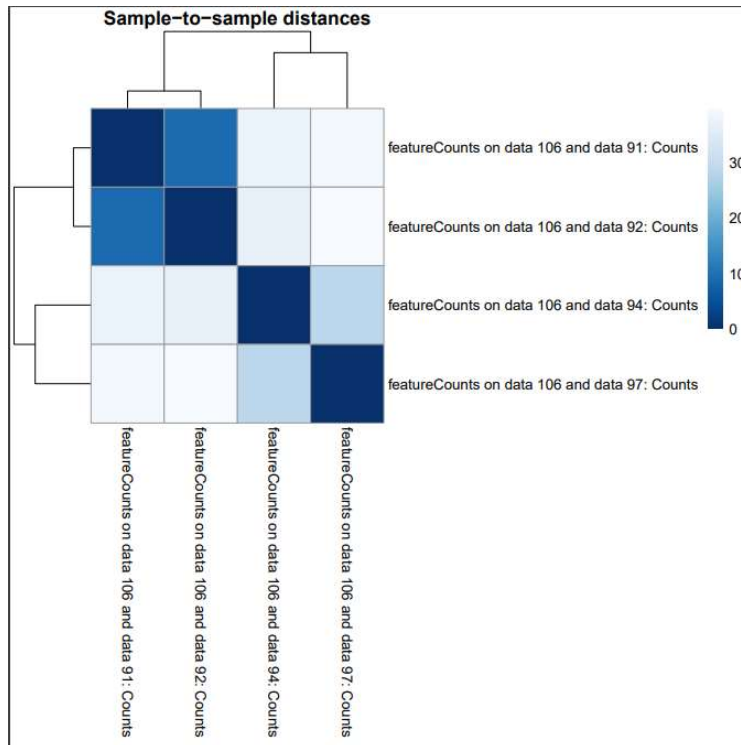 Sample−to−sample distances
featureCounts on data 106 and data 91: Counts
featureCounts on data 106 and data 92: Counts
featureCounts on data 106 and data 94: Counts
featureCounts on data 106 and data 97: Counts
30
20
10
0
featureCounts on data 106 and data 91: Counts
featureCounts on data 106 and data 92: Counts
featureCounts on data 106 and data 94: Counts
featureCounts on data 106 and data 97: Counts